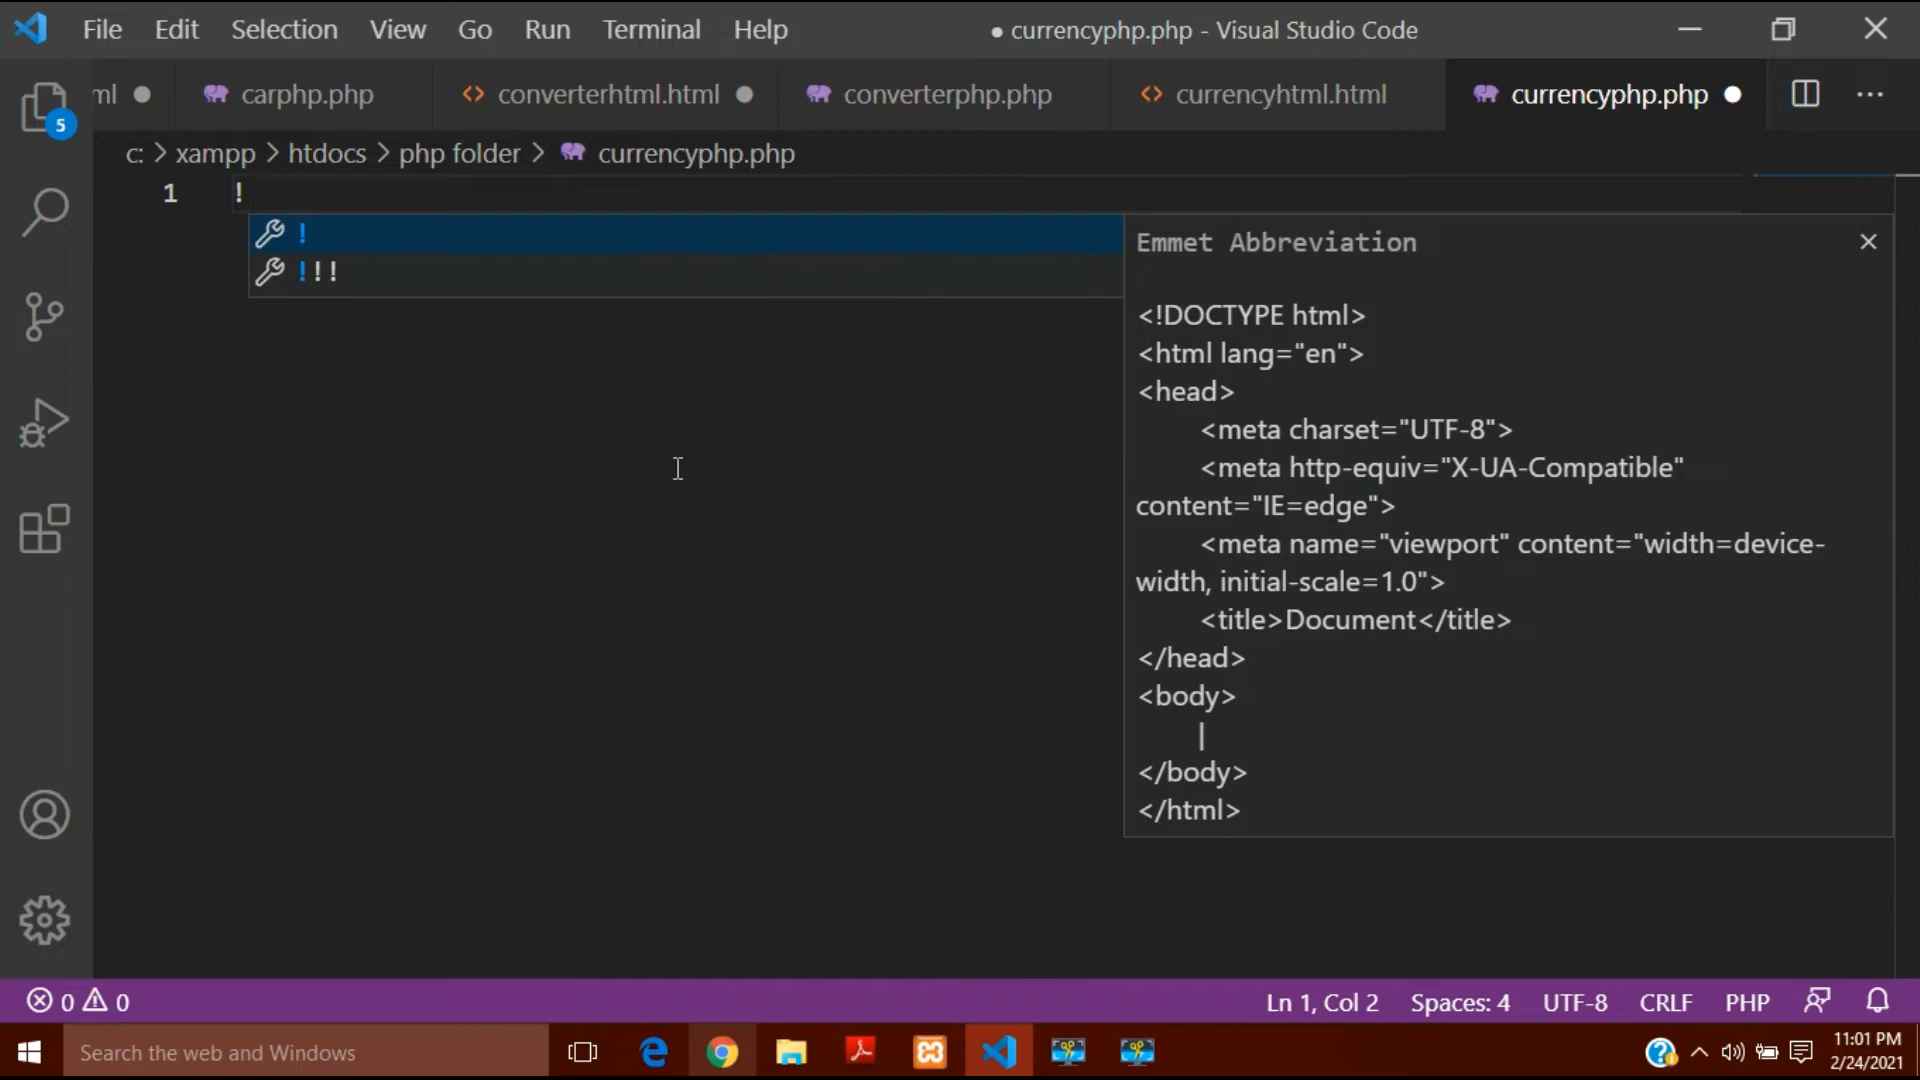 File Edit Selection View Go Run Terminal Help ● currencyphp.php - Visual Studio Code
ml carphp.php converterhtml.html converterphp.php currencyhtml.html currencyphp.php
5
c: > xampp > htdocs > php folder > currencyphp.php
1 !
!
!!!
Emmet Abbreviation
<!DOCTYPE html>
<html lang="en">
<head>
<meta charset="UTF-8">
<meta http-equiv="X-UA-Compatible"
content="IE=edge">
<meta name="viewport" content="width=device-
width, initial-scale=1.0">
<title>Document</title>
</head>
<body>
|
</body>
</html>
0 0 Ln 1, Col 2 Spaces: 4 UTF-8 CRLF PHP
Search the web and Windows
11:01 PM
2/24/2021